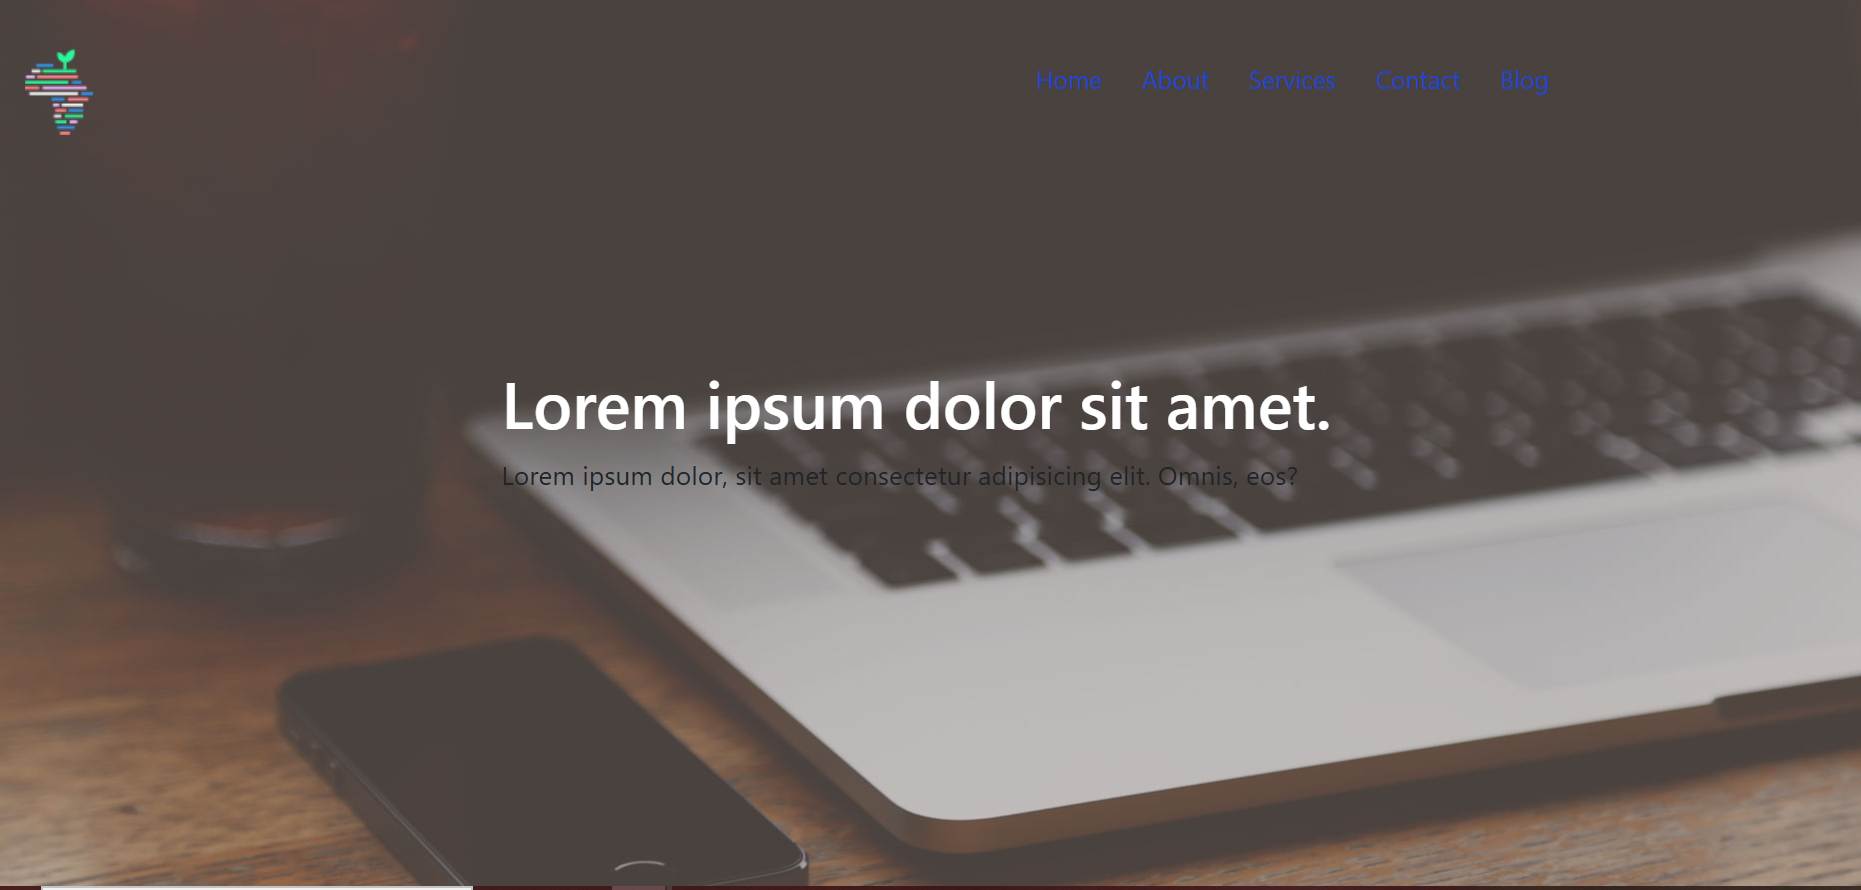 Home About Services Contact Blog
Lorem ipsum dolor sit amet.
Lorem ipsum dolor, sit amet consectetur adipisicing elit. Omnis, eos?